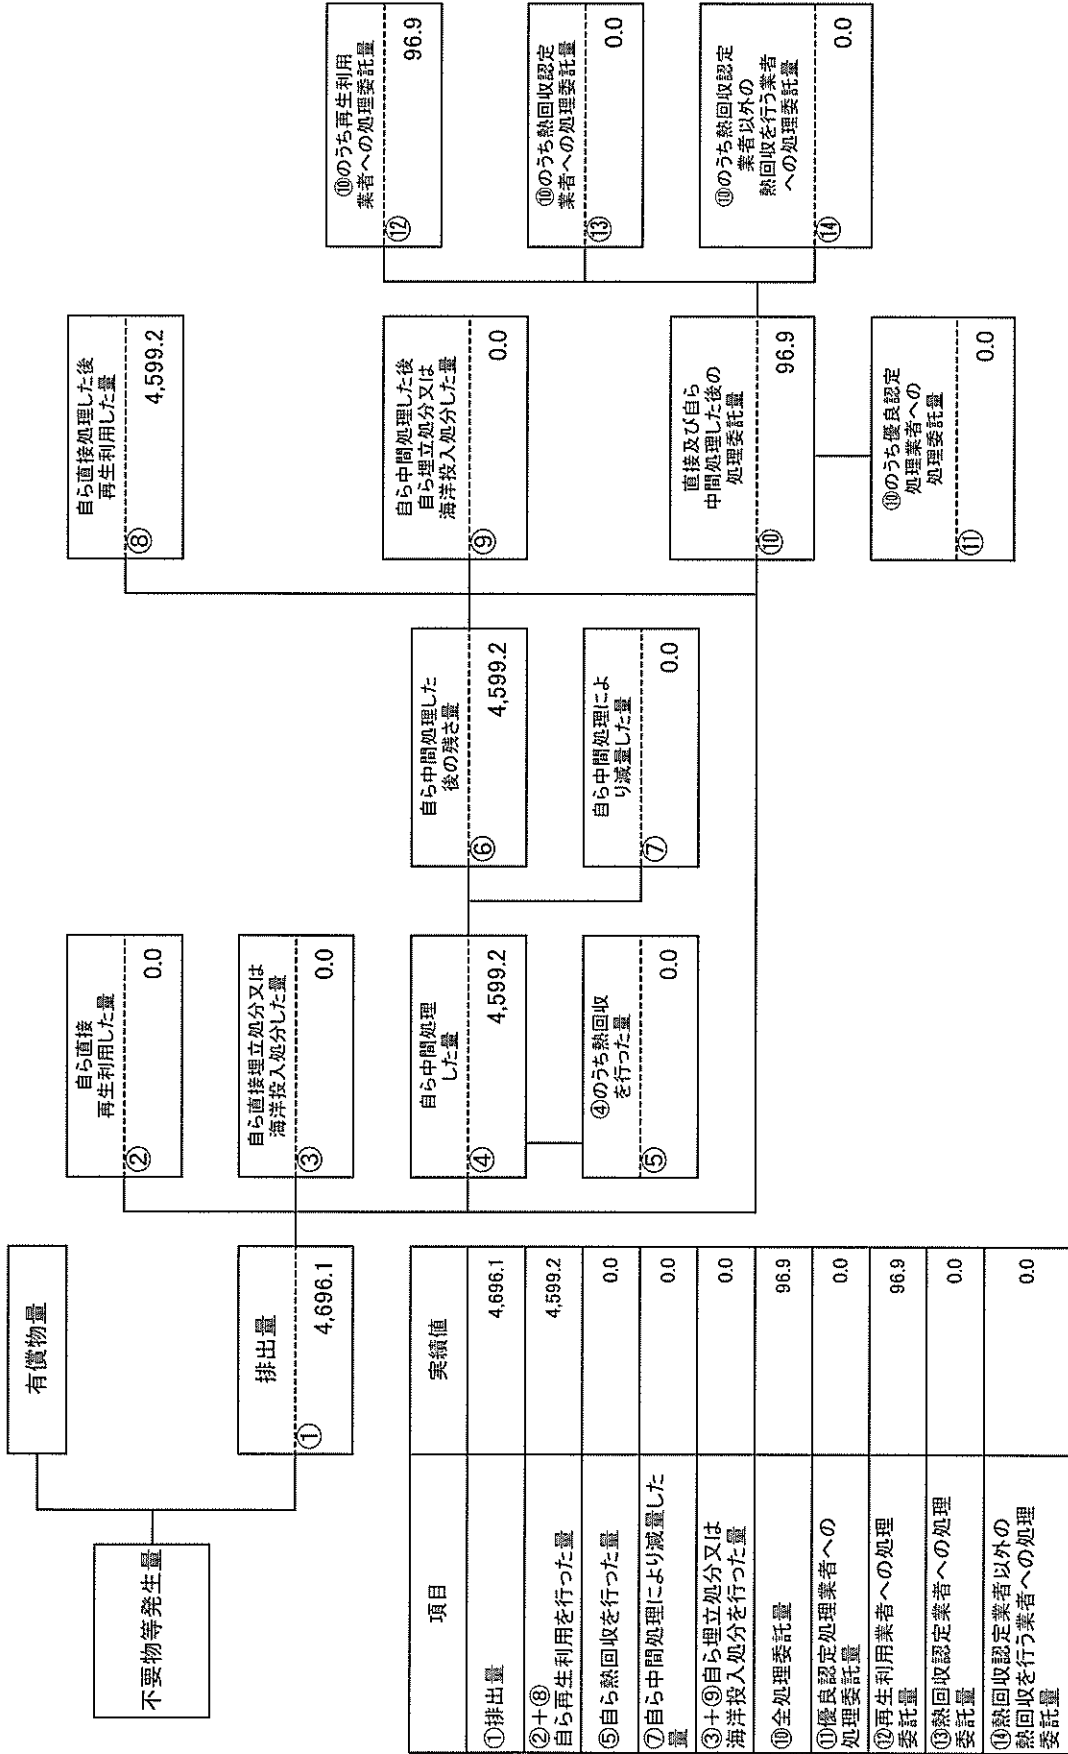 不要物等発生量
有償物量
排出量
①
4,696.1
自ら直接
再生利用した量
②
0.0
自ら直接埋立処分又は
海洋投入処分した量
③
0.0
自ら中間処理
した量
④
4,599.2
④のうち熱回収
を行った量
⑤
0.0
自ら中間処理した
後の残さ量
⑥
4,599.2
自ら中間処理によ
り減量した量
⑦
0.0
自ら直接処理した後
再生利用した量
⑧
4,599.2
自ら中間処理した後
自ら埋立処分又は
海洋投入処分した量
⑨
0.0
直接及び自ら
中間処理した後の
処理委託量
⑩
96.9
⑩のうち優良認定
処理業者への
処理委託量
⑪
0.0
⑩のうち再生利用
業者への処理委託量
⑫
96.9
⑩のうち熱回収認定
業者への処理委託量
⑬
0.0
⑩のうち熱回収認定
業者以外の
熱回収を行う業者
への処理委託量
⑭
0.0
項目 実績値
①排出量 4,696.1
②+⑧
自ら再生利用を行った量 4,599.2
⑤自ら熱回収を行った量 0.0
⑦自ら中間処理により減量した
量 0.0
③+⑨自ら埋立処分又は
海洋投入処分を行った量 0.0
⑩全処理委託量 96.9
⑪優良認定処理業者への
処理委託量 0.0
⑫再生利用業者への処理
委託量 96.9
⑬熱回収認定業者への処理
委託量 0.0
⑭熱回収認定業者以外の
熱回収を行う業者への処理
委託量 0.0